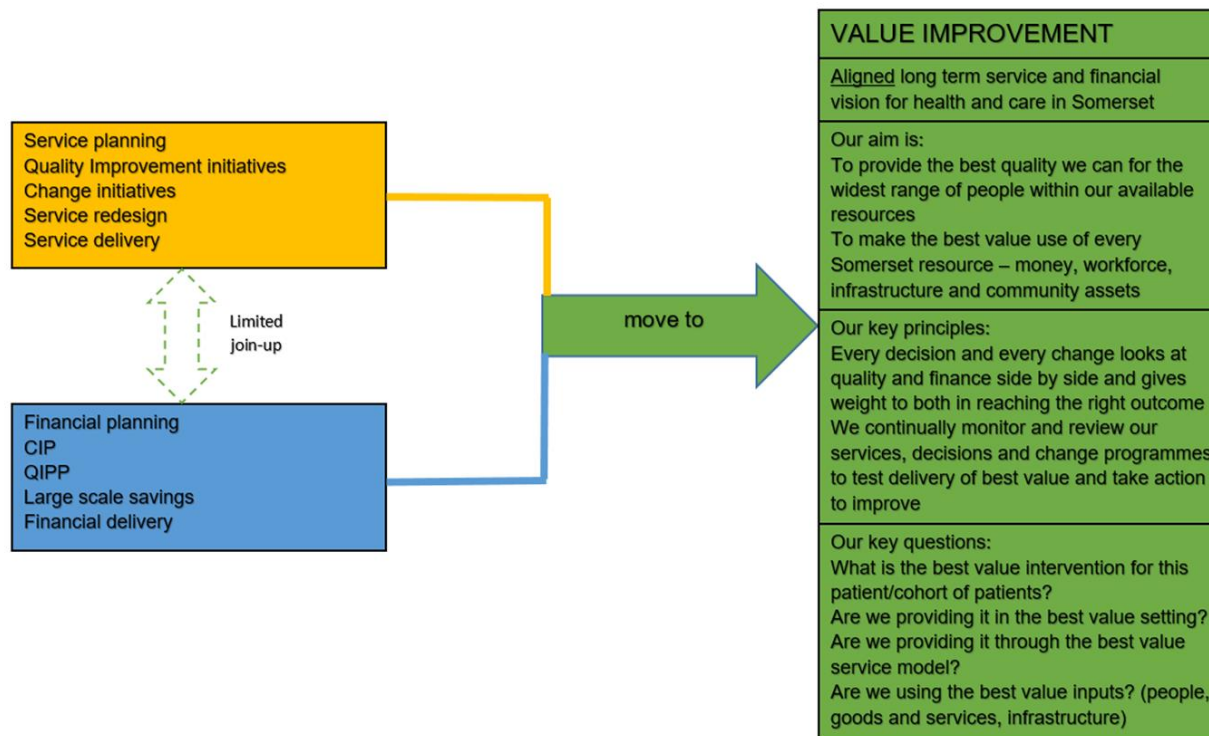 Service planning
Quality Improvement initiatives
Change initiatives
Service redesign
Service delivery
Limited
join-up
Financial planning
CIP
QIPP
Large scale savings
Financial delivery
move to
VALUE IMPROVEMENT
Aligned long term service and financial
vision for health and care in Somerset
Our aim is:
To provide the best quality we can for the
widest range of people within our available
resources
To make the best value use of every
Somerset resource – money, workforce,
infrastructure and community assets
Our key principles:
Every decision and every change looks at
quality and finance side by side and gives
weight to both in reaching the right outcome
We continually monitor and review our
services, decisions and change programmes
to test delivery of best value and take action
to improve
Our key questions:
What is the best value intervention for this
patient/cohort of patients?
Are we providing it in the best value setting?
Are we providing it through the best value
service model?
Are we using the best value inputs? (people,
goods and services, infrastructure)